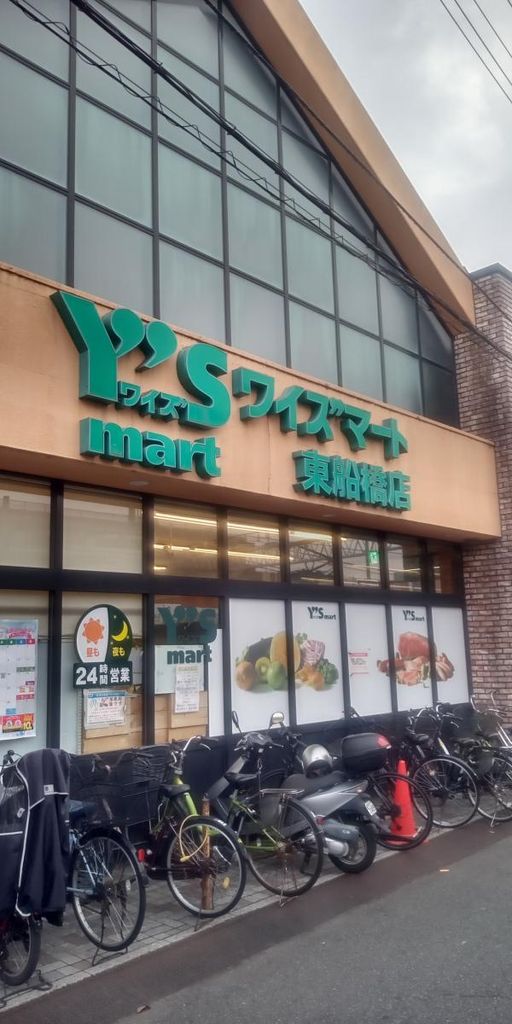 Y's
ワイズ
mart
ワイズマート
東船橋店
昼も
夜も
24時間営業
Y's
mart
Y's mart
Y's mart